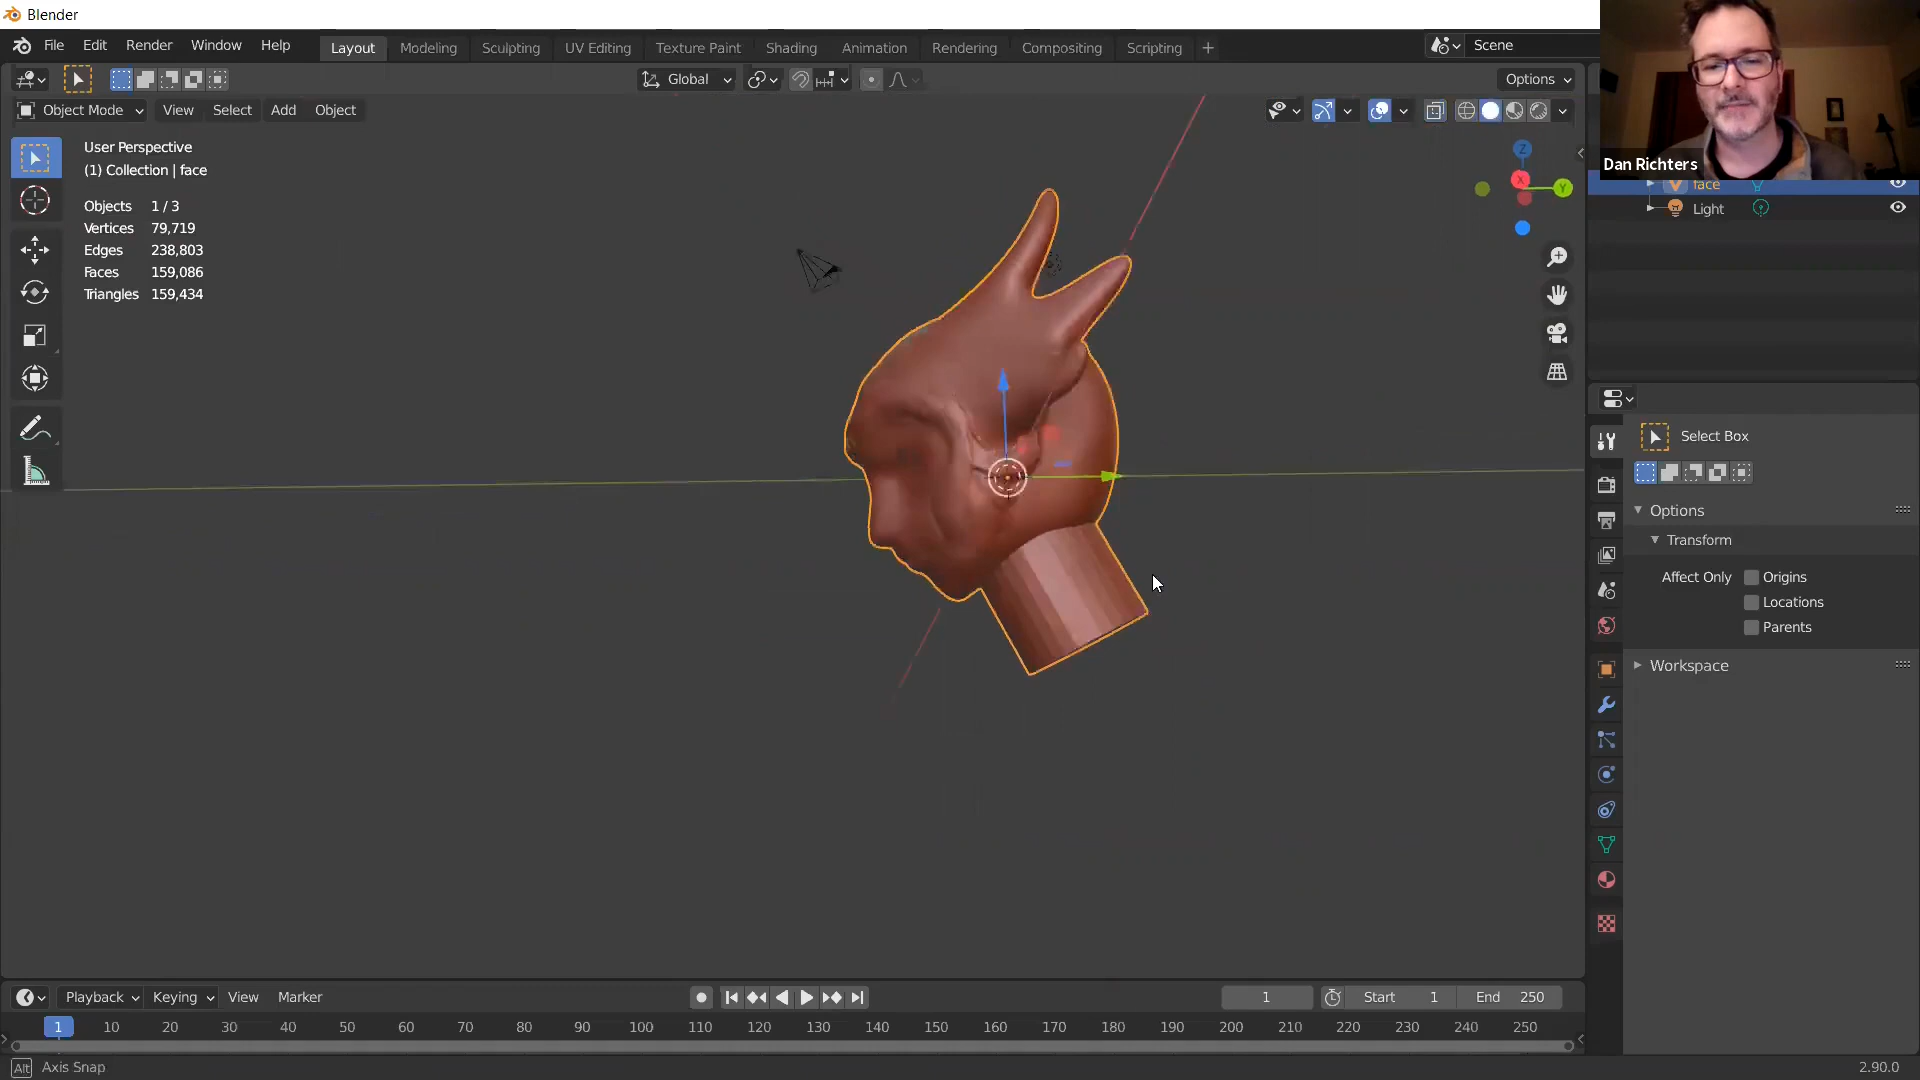 Blender
File Edit Render Window Help Layout Modeling Sculpting UV Editing Texture Paint Shading Animation Rendering Compositing Scripting + Scene
Global Options
Object Mode View Select Add Object
User Perspective
(1) Collection | face
Objects 1 / 3
Vertices 79,719
Edges 238,803
Faces 159,086
Triangles 159,434
Z
X
Y
Dan Richters
face
Light
Select Box
Options
Transform
Affect Only Origins
Locations
Parents
Workspace
Playback Keying View Marker 1 Start 1 End 250
1 10 20 30 40 50 60 70 80 90 100 110 120 130 140 150 160 170 180 190 200 210 220 230 240 250
Alt Axis Snap 2.90.0